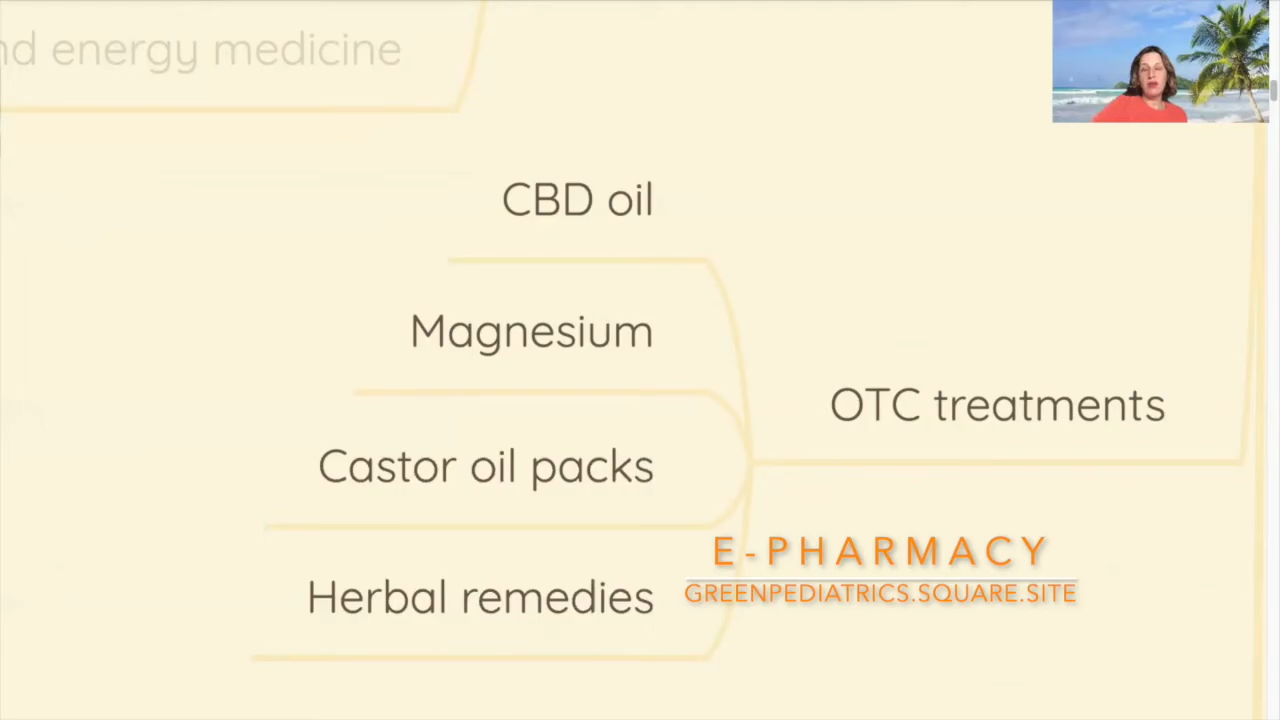 nd energy medicine
CBD oil
Magnesium
OTC treatments
Castor oil packs
E-PHARMACY
Herbal remedies
GREENPEDIATRICS.SQUARE.SITE